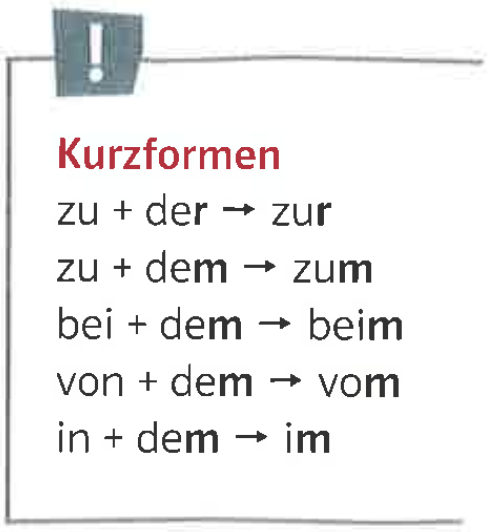 !
Kurzformen
zu + der → zur
zu + dem → zum
bei + dem → beim
von + dem → vom
in + dem → im